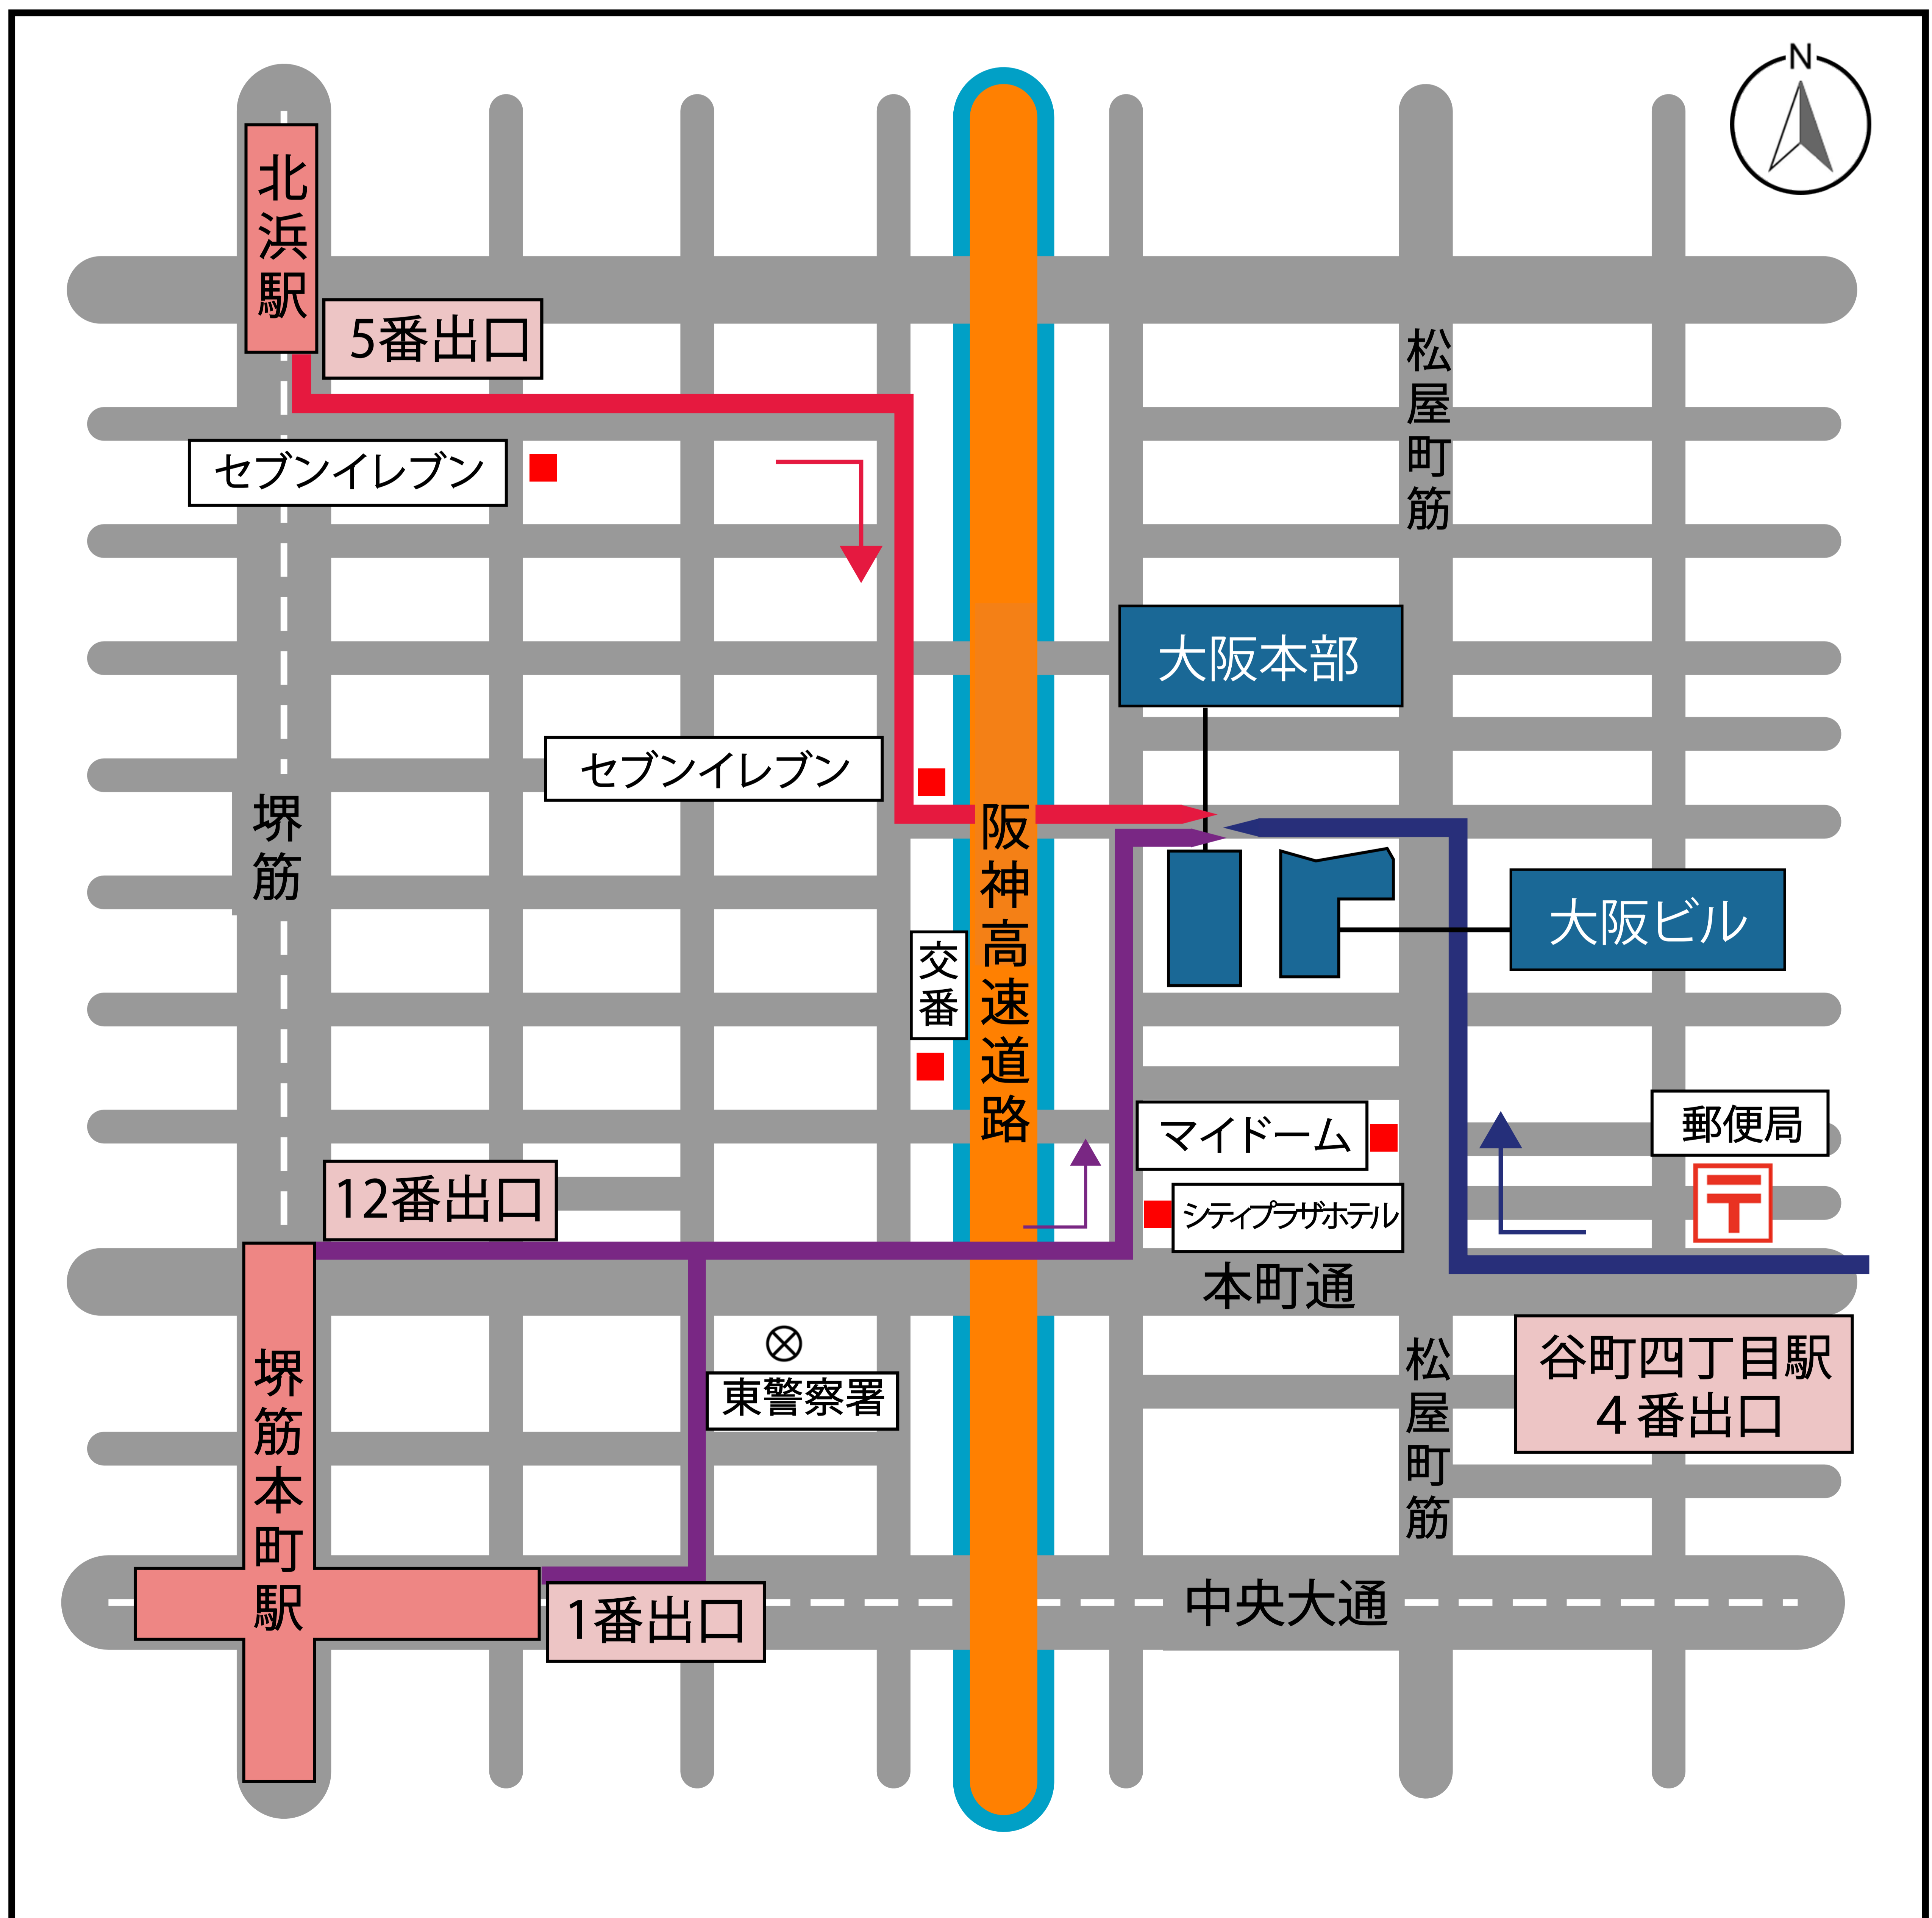 N
北浜駅
5番出口
松屋町筋
セブンイレブン
大阪本部
セブンイレブン
堺筋
阪神高速道路
大阪ビル
交番
郵便局
マイドーム
12番出口
シティプラザホテル
本町通
谷町四丁目駅
4番出口
東警察署
松屋町筋
堺筋本町駅
中央大通
1番出口